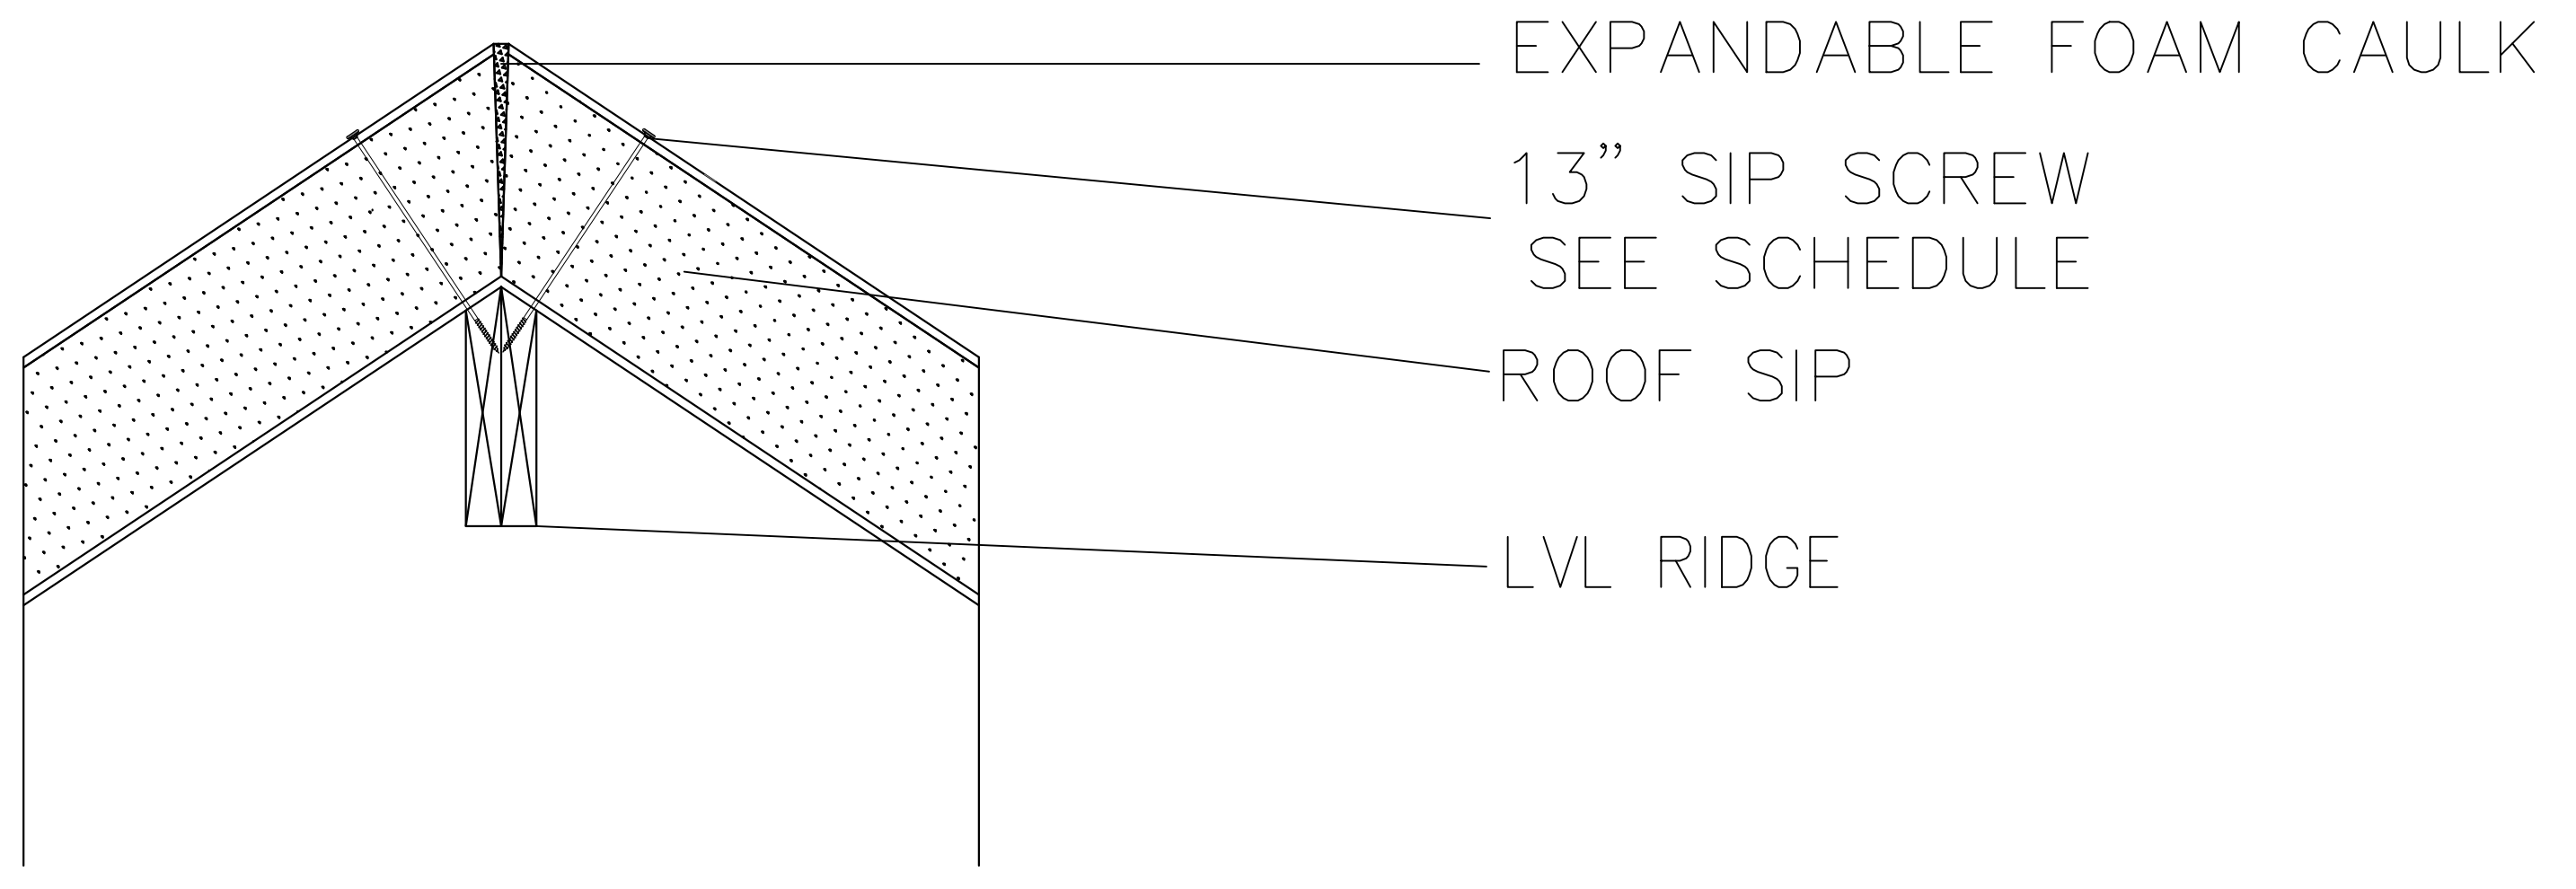 EXPANDABLE FOAM CAULK
13” SIP SCREW
SEE SCHEDULE
ROOF SIP
LVL RIDGE